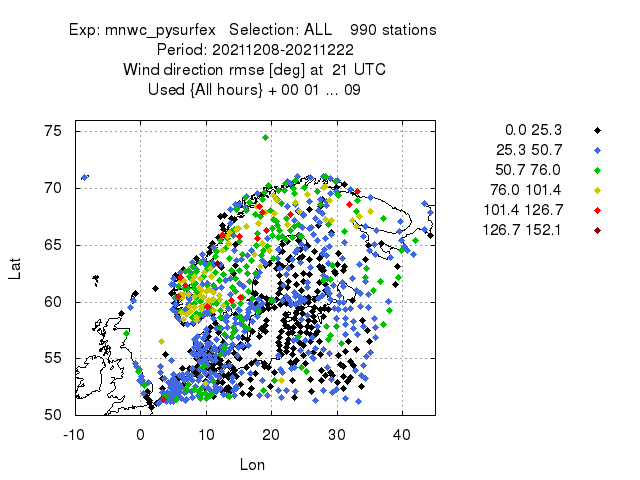 Exp: mnwc_pysurfex   Selection: ALL    990 stations
Period: 20211208-20211222
Wind direction rmse [deg] at  21 UTC
Used {All hours} + 00 01 ... 09
75
70
65
60
55
50
-10 0 10 20 30 40
Lat
Lon
0.0 25.3
25.3 50.7
50.7 76.0
76.0 101.4
101.4 126.7
126.7 152.1